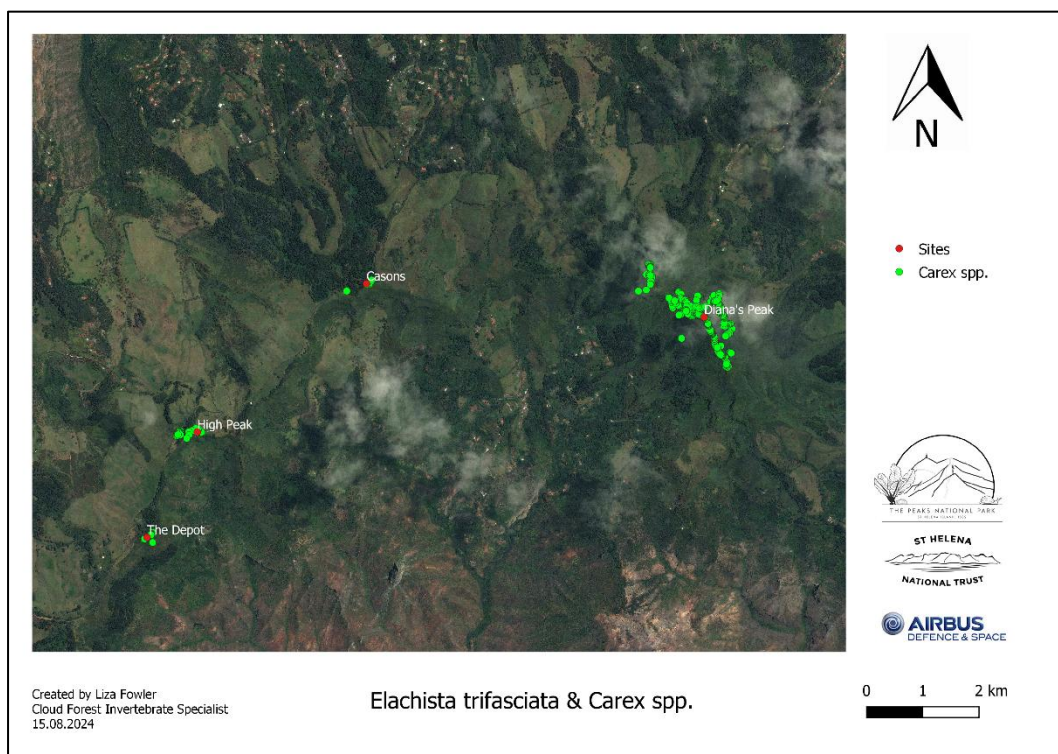 N
Sites
Carex spp.
Casons
Diana's Peak
High Peak
The Depot
THE PEAKS NATIONAL PARK
ST HELENA
NATIONAL TRUST
AIRBUS
DEFENCE & SPACE
Created by Liza Fowler
Cloud Forest Invertebrate Specialist
15.08.2024
Elachista trifasciata & Carex spp.
0 1 2 km